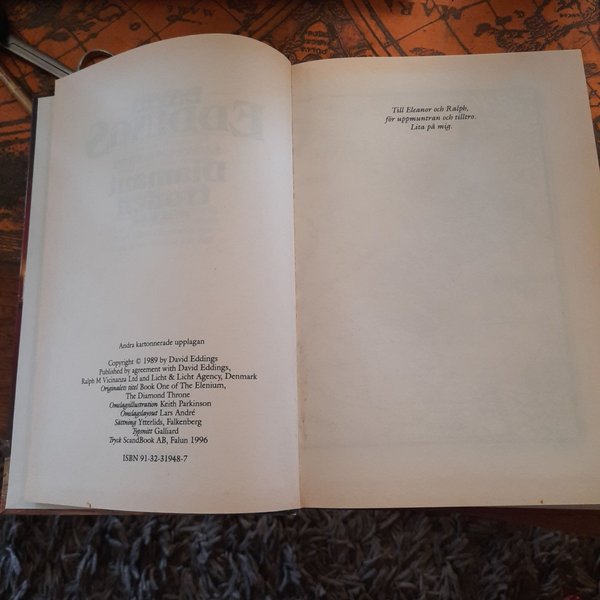 Andra kartonnerade upplagan
Copyright © 1989 by David Eddings
Published by agreement with David Eddings,
Ralph M Vicinanza Ltd and Licht & Licht Agency, Denmark
Originalets titel Book One of The Elenium,
The Diamond Throne
Omslagsillustration Keith Parkinson
Omslagslayout Lars André
Sättning Ytterlids, Falkenberg
Typsnitt Galliard
Tryck ScandBook AB, Falun 1996
ISBN 91-32-31948-7
Till Eleanor och Ralph,
för uppmuntran och tilltro.
Lita på mig.